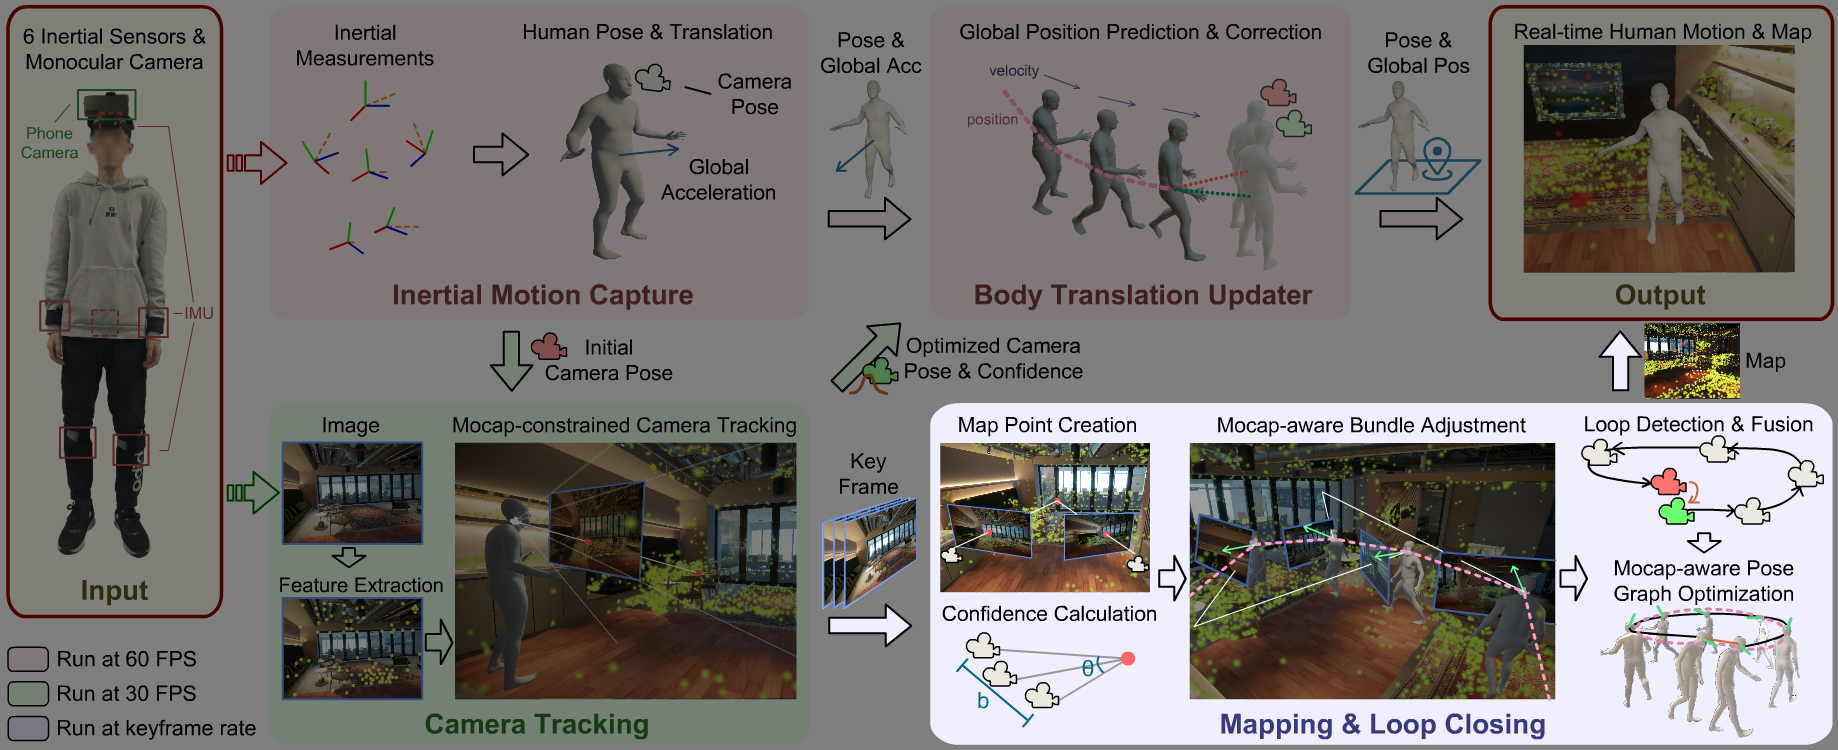 6 Inertial Sensors &
Monocular Camera
Phone
Camera
IMU
Input
Run at 60 FPS
Run at 30 FPS
Run at keyframe rate
Inertial
Measurements
Human Pose & Translation
Camera
Pose
Global
Acceleration
Inertial Motion Capture
Pose &
Global Acc
Global Position Prediction & Correction
velocity
position
Body Translation Updater
Pose &
Global Pos
Real-time Human Motion & Map
Output
Initial
Camera Pose
Optimized Camera
Pose & Confidence
Map
Image
Feature Extraction
Mocap-constrained Camera Tracking
Camera Tracking
Key
Frame
Map Point Creation
Confidence Calculation
θ
b
Mocap-aware Bundle Adjustment
Loop Detection & Fusion
Mocap-aware Pose
Graph Optimization
Mapping & Loop Closing